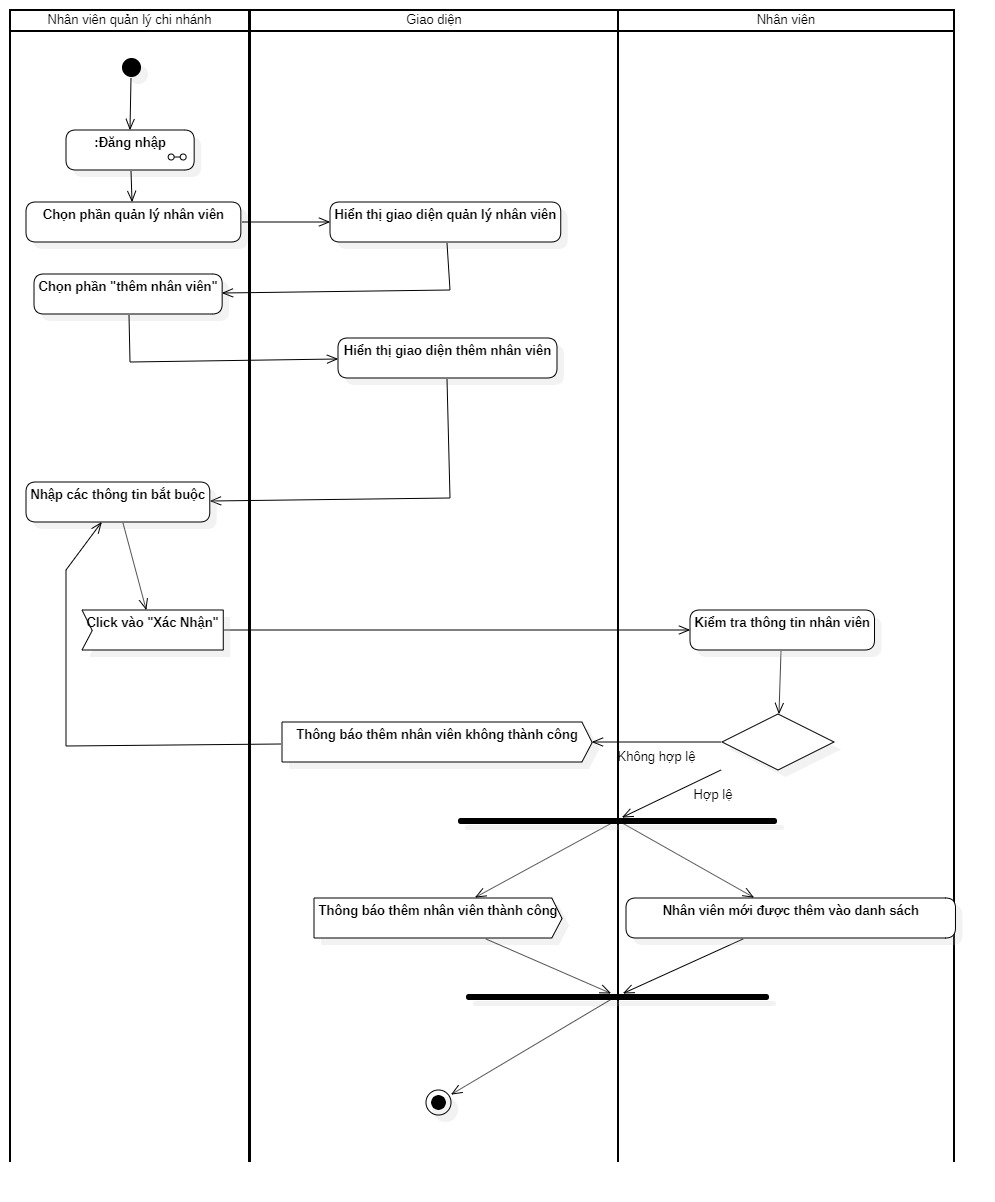 Nhân viên quản lý chi nhánh
Giao diện
Nhân viên
:Đăng nhập
Chọn phần quản lý nhân viên
Hiển thị giao diện quản lý nhân viên
Chọn phần "thêm nhân viên"
Hiển thị giao diện thêm nhân viên
Nhập các thông tin bắt buộc
Click vào "Xác Nhận"
Kiểm tra thông tin nhân viên
Thông báo thêm nhân viên không thành công
Không hợp lệ
Hợp lệ
Thông báo thêm nhân viên thành công
Nhân viên mới được thêm vào danh sách